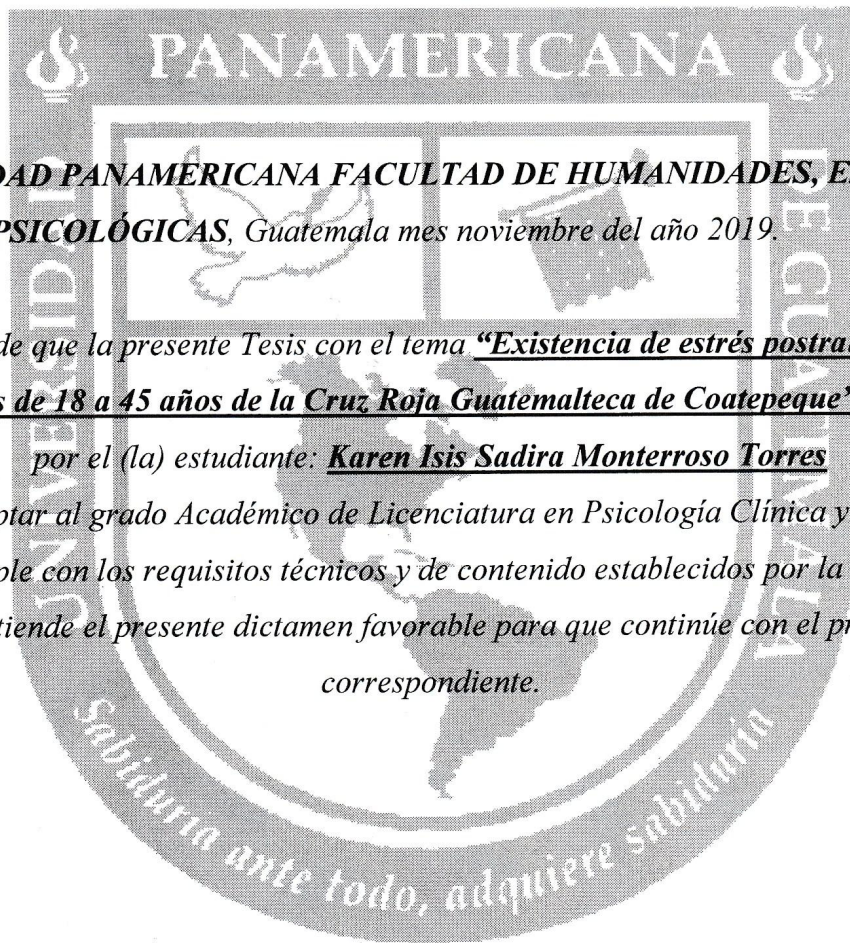 PANAMERICANA
UNIVERSIDAD
DE GUATEMALA
DAD PANAMERICANA FACULTAD DE HUMANIDADES, E
PSICOLÓGICAS, Guatemala mes noviembre del año 2019.
de que la presente Tesis con el tema “Existencia de estrés postra
s de 18 a 45 años de la Cruz Roja Guatemalteca de Coatepeque”
por el (la) estudiante: Karen Isis Sadira Monterroso Torres
ptar al grado Académico de Licenciatura en Psicología Clínica y
ple con los requisitos técnicos y de contenido establecidos por la
tiende el presente dictamen favorable para que continúe con el pr
correspondiente.
Sabiduría ante todo, adquiere sabiduría